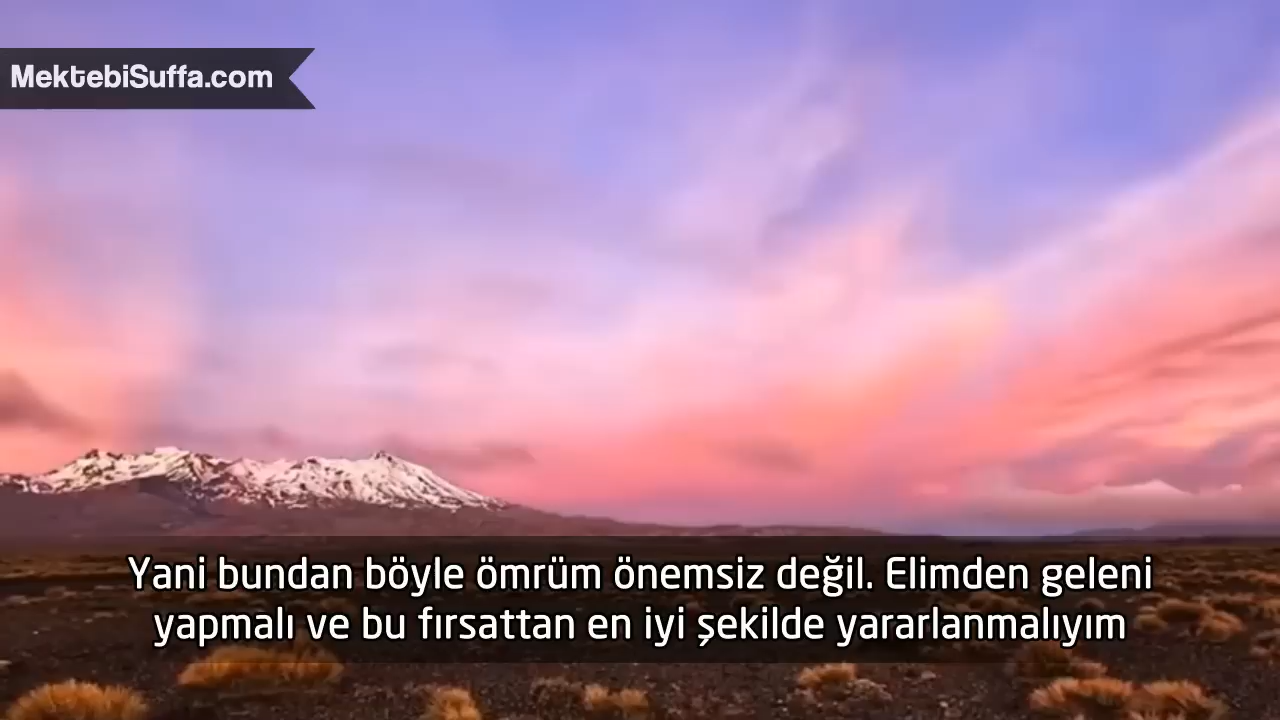 MektebiSuffa.com
Yani bundan böyle ömrüm önemsiz değil. Elimden geleni
yapmalı ve bu fırsattan en iyi şekilde yararlanmalıyım